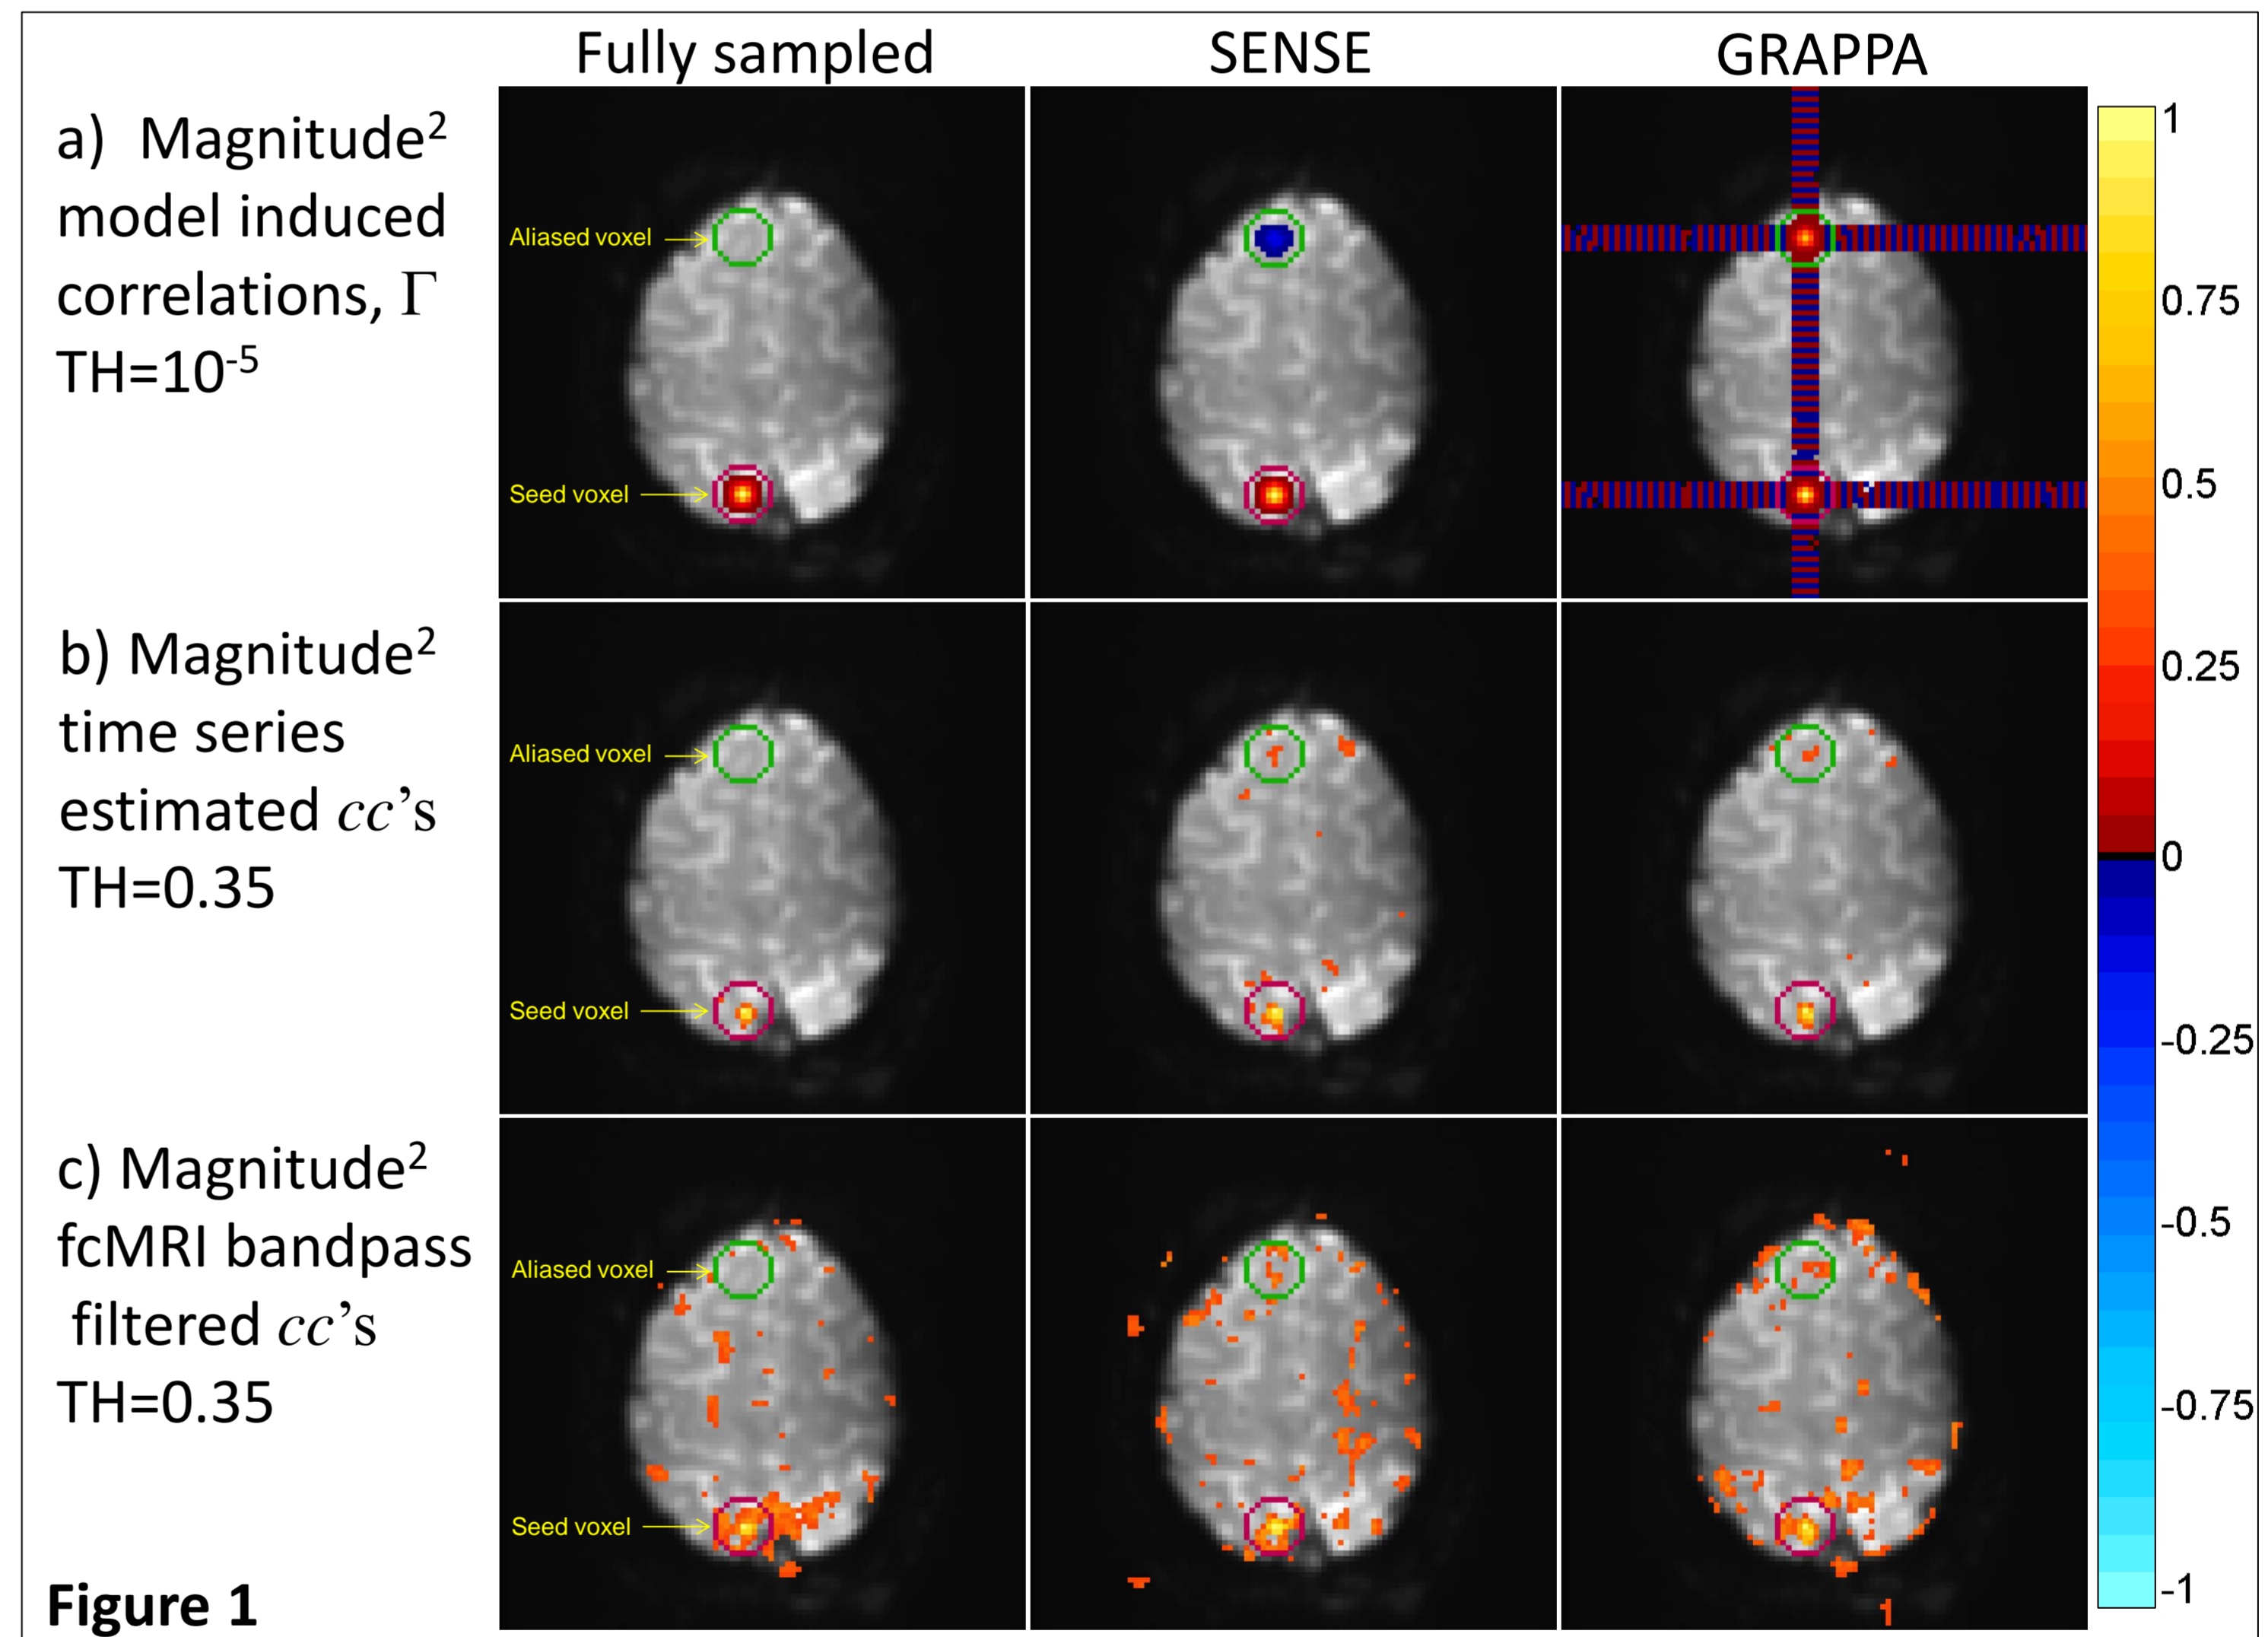 Fully sampled SENSE GRAPPA
a) Magnitude²
model induced
correlations, Γ
TH=10⁻⁵
Aliased voxel
Seed voxel
b) Magnitude²
time series
estimated cc's
TH=0.35
Aliased voxel
Seed voxel
c) Magnitude²
fcMRI bandpass
filtered cc's
TH=0.35
Aliased voxel
Seed voxel
Figure 1
1
0.75
0.5
0.25
0
-0.25
-0.5
-0.75
-1